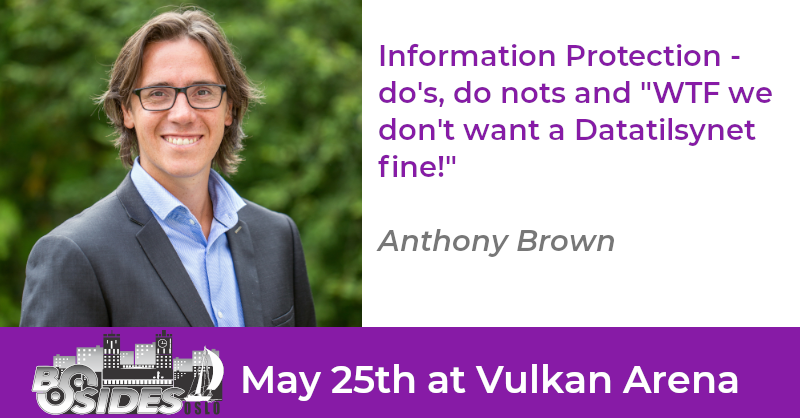 Information Protection -
do's, do nots and "WTF we
don't want a Datatilsynet
fine!"
Anthony Brown
BSIDES
OSLO
May 25th at Vulkan Arena